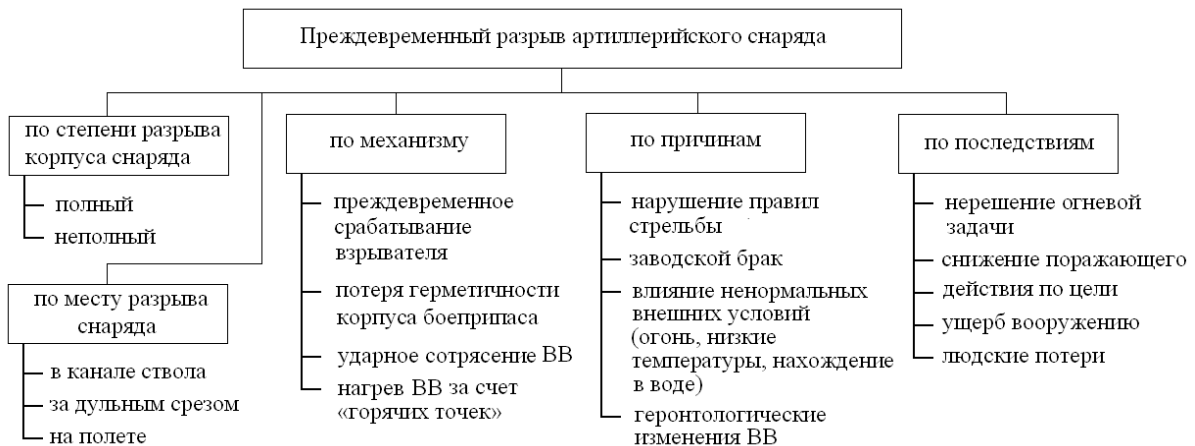 Преждевременный разрыв артиллерийского снаряда
по степени разрыва
корпуса снаряда
полный
неполный
по месту разрыва
снаряда
в канале ствола
за дульным срезом
на полете
по механизму
преждевременное
срабатывание
взрывателя
потеря герметичности
корпуса боеприпаса
ударное сотрясение ВВ
нагрев ВВ за счет
«горячих точек»
по причинам
нарушение правил
стрельбы
заводской брак
влияние ненормальных
внешних условий
(огонь, низкие
температуры, нахождение
в воде)
геронтологические
изменения ВВ
по последствиям
нерешение огневой
задачи
снижение поражающего
действия по цели
ущерб вооружению
людские потери